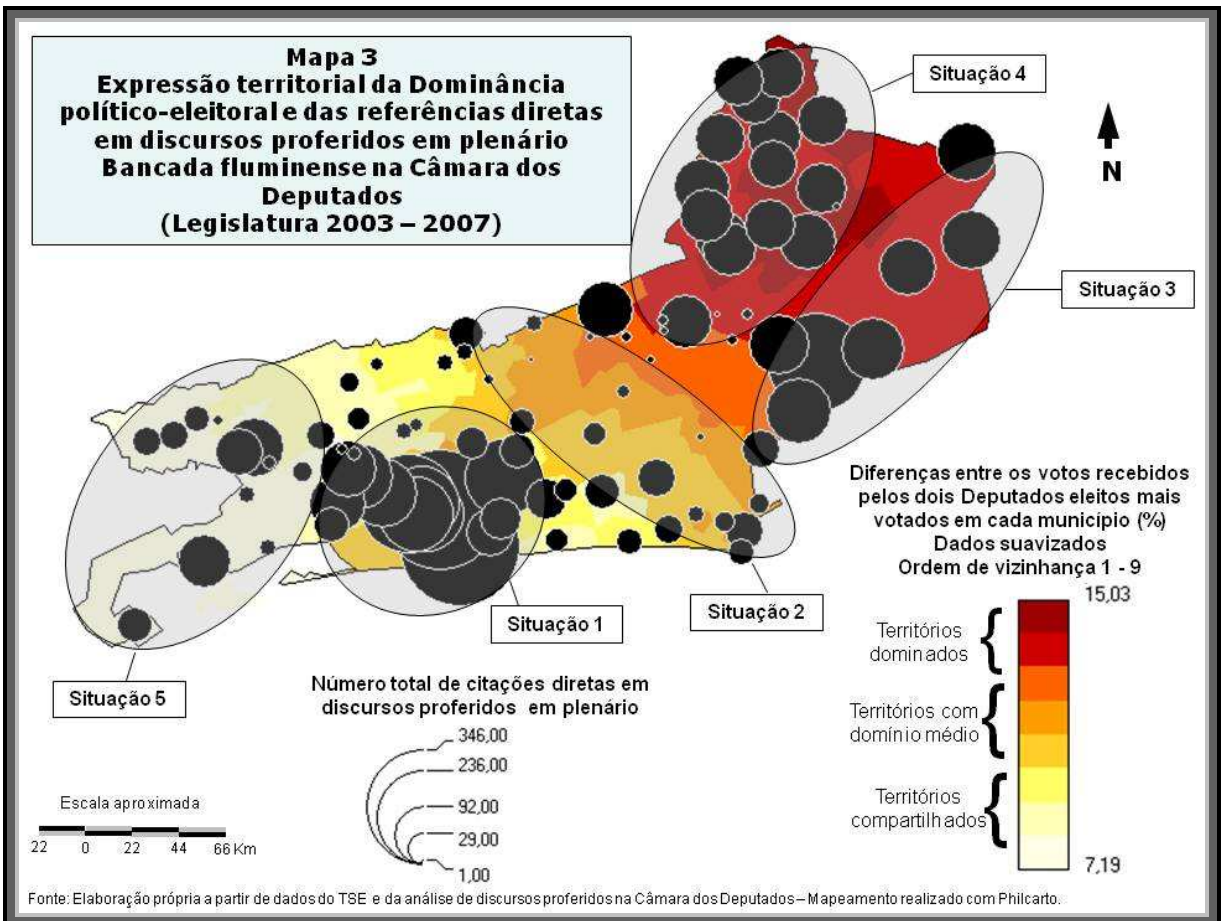 Mapa 3
Expressão territorial da Dominância
político-eleitoral e das referências diretas
em discursos proferidos em plenário
Bancada fluminense na Câmara dos
Deputados
(Legislatura 2003 – 2007)
Situação 4
N
Situação 3
Situação 2
Situação 1
Situação 5
Diferenças entre os votos recebidos
pelos dois Deputados eleitos mais
votados em cada município (%)
Dados suavizados
Ordem de vizinhança 1 - 9
15,03
Territórios
dominados
Territórios com
domínio médio
Territórios
compartilhados
7,19
Número total de citações diretas em
discursos proferidos em plenário
346,00
236,00
92,00
29,00
1,00
Escala aproximada
22 0 22 44 66 Km
Fonte: Elaboração própria a partir de dados do TSE e da análise de discursos proferidos na Câmara dos Deputados – Mapeamento realizado com Philcarto.